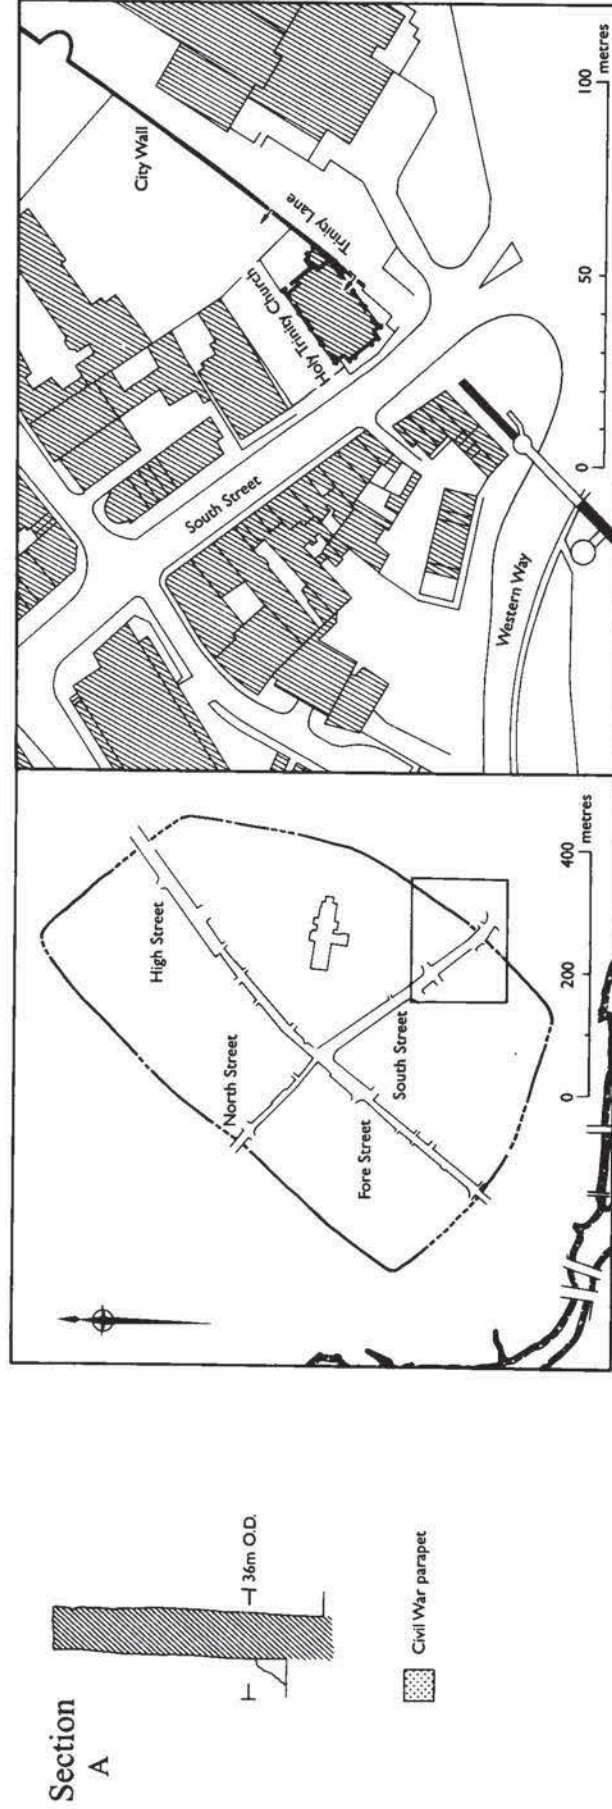 Section
A
36m O.D.
Civil War parapet
High Street
North Street
Fore Street
South Street
0 200 400
metres
City Wall
Trinity Lane
Holy Trinity Church
South Street
Western Way
0 50 100
metres